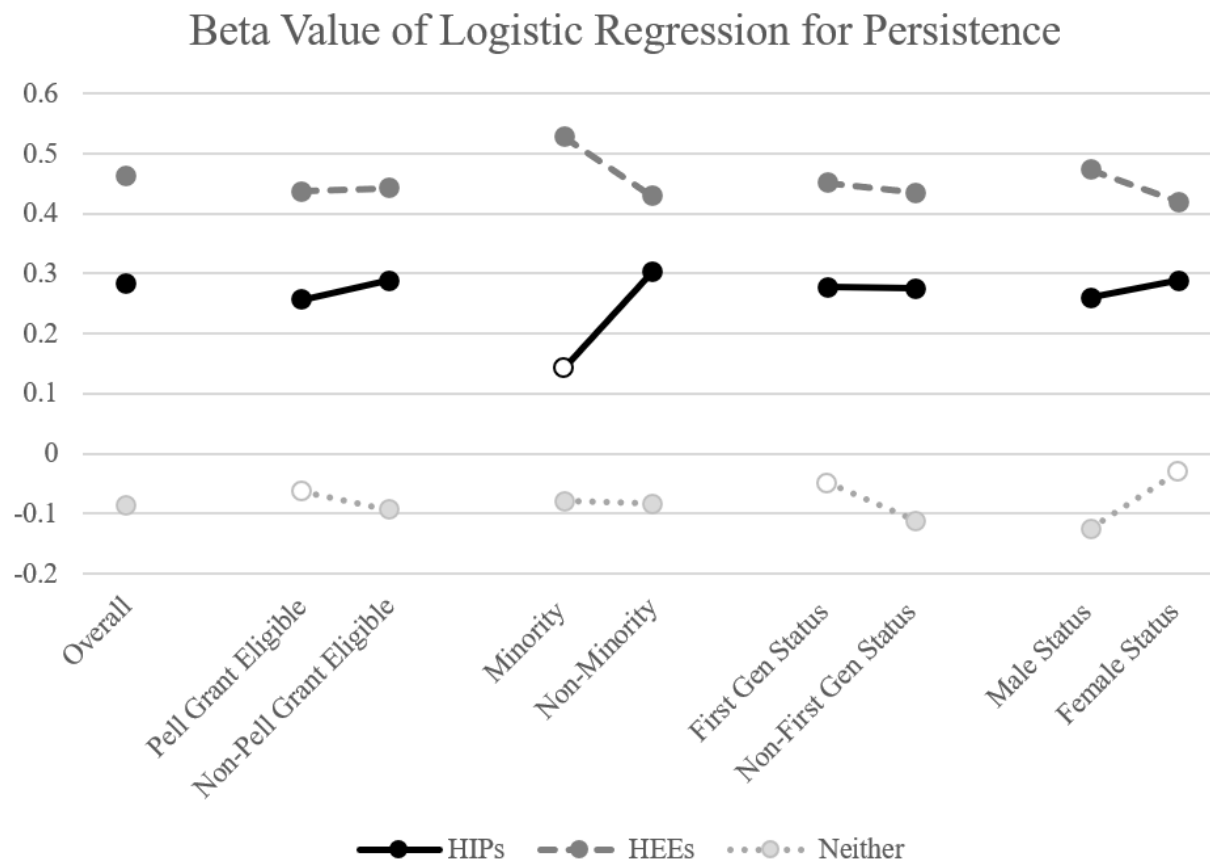 Beta Value of Logistic Regression for Persistence
0.6
0.5
0.4
0.3
0.2
0.1
0
-0.1
-0.2
Overall
Pell Grant Eligible
Non-Pell Grant Eligible
Minority
Non-Minority
First Gen Status
Non-First Gen Status
Male Status
Female Status
HIPs HEEs Neither